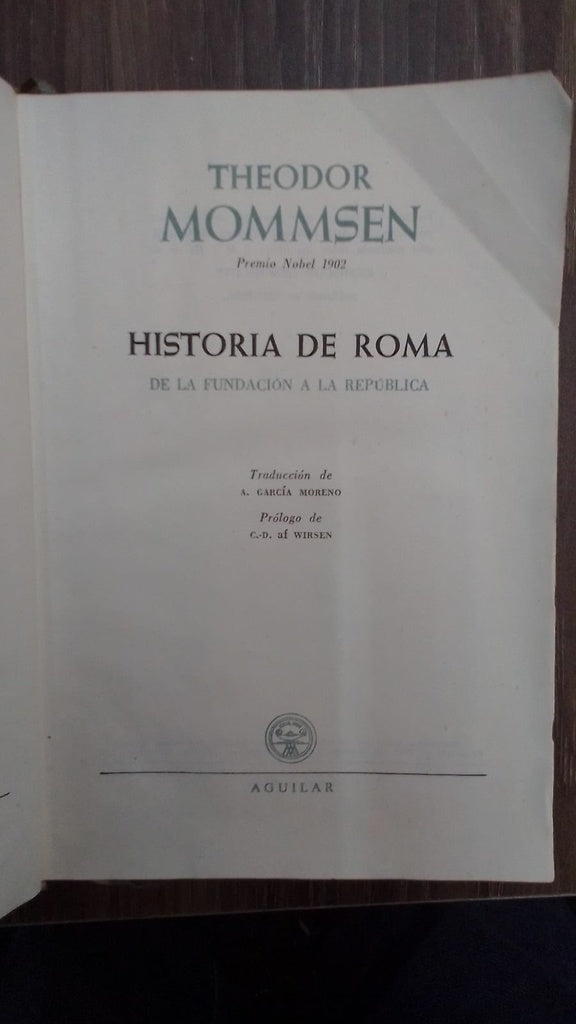 THEODOR
MOMMSEN
Premio Nobel 1902
HISTORIA DE ROMA
DE LA FUNDACIÓN A LA REPÚBLICA
Traducción de
A. GARCÍA MORENO
Prólogo de
C.-D. af WIRSEN
AGUILAR